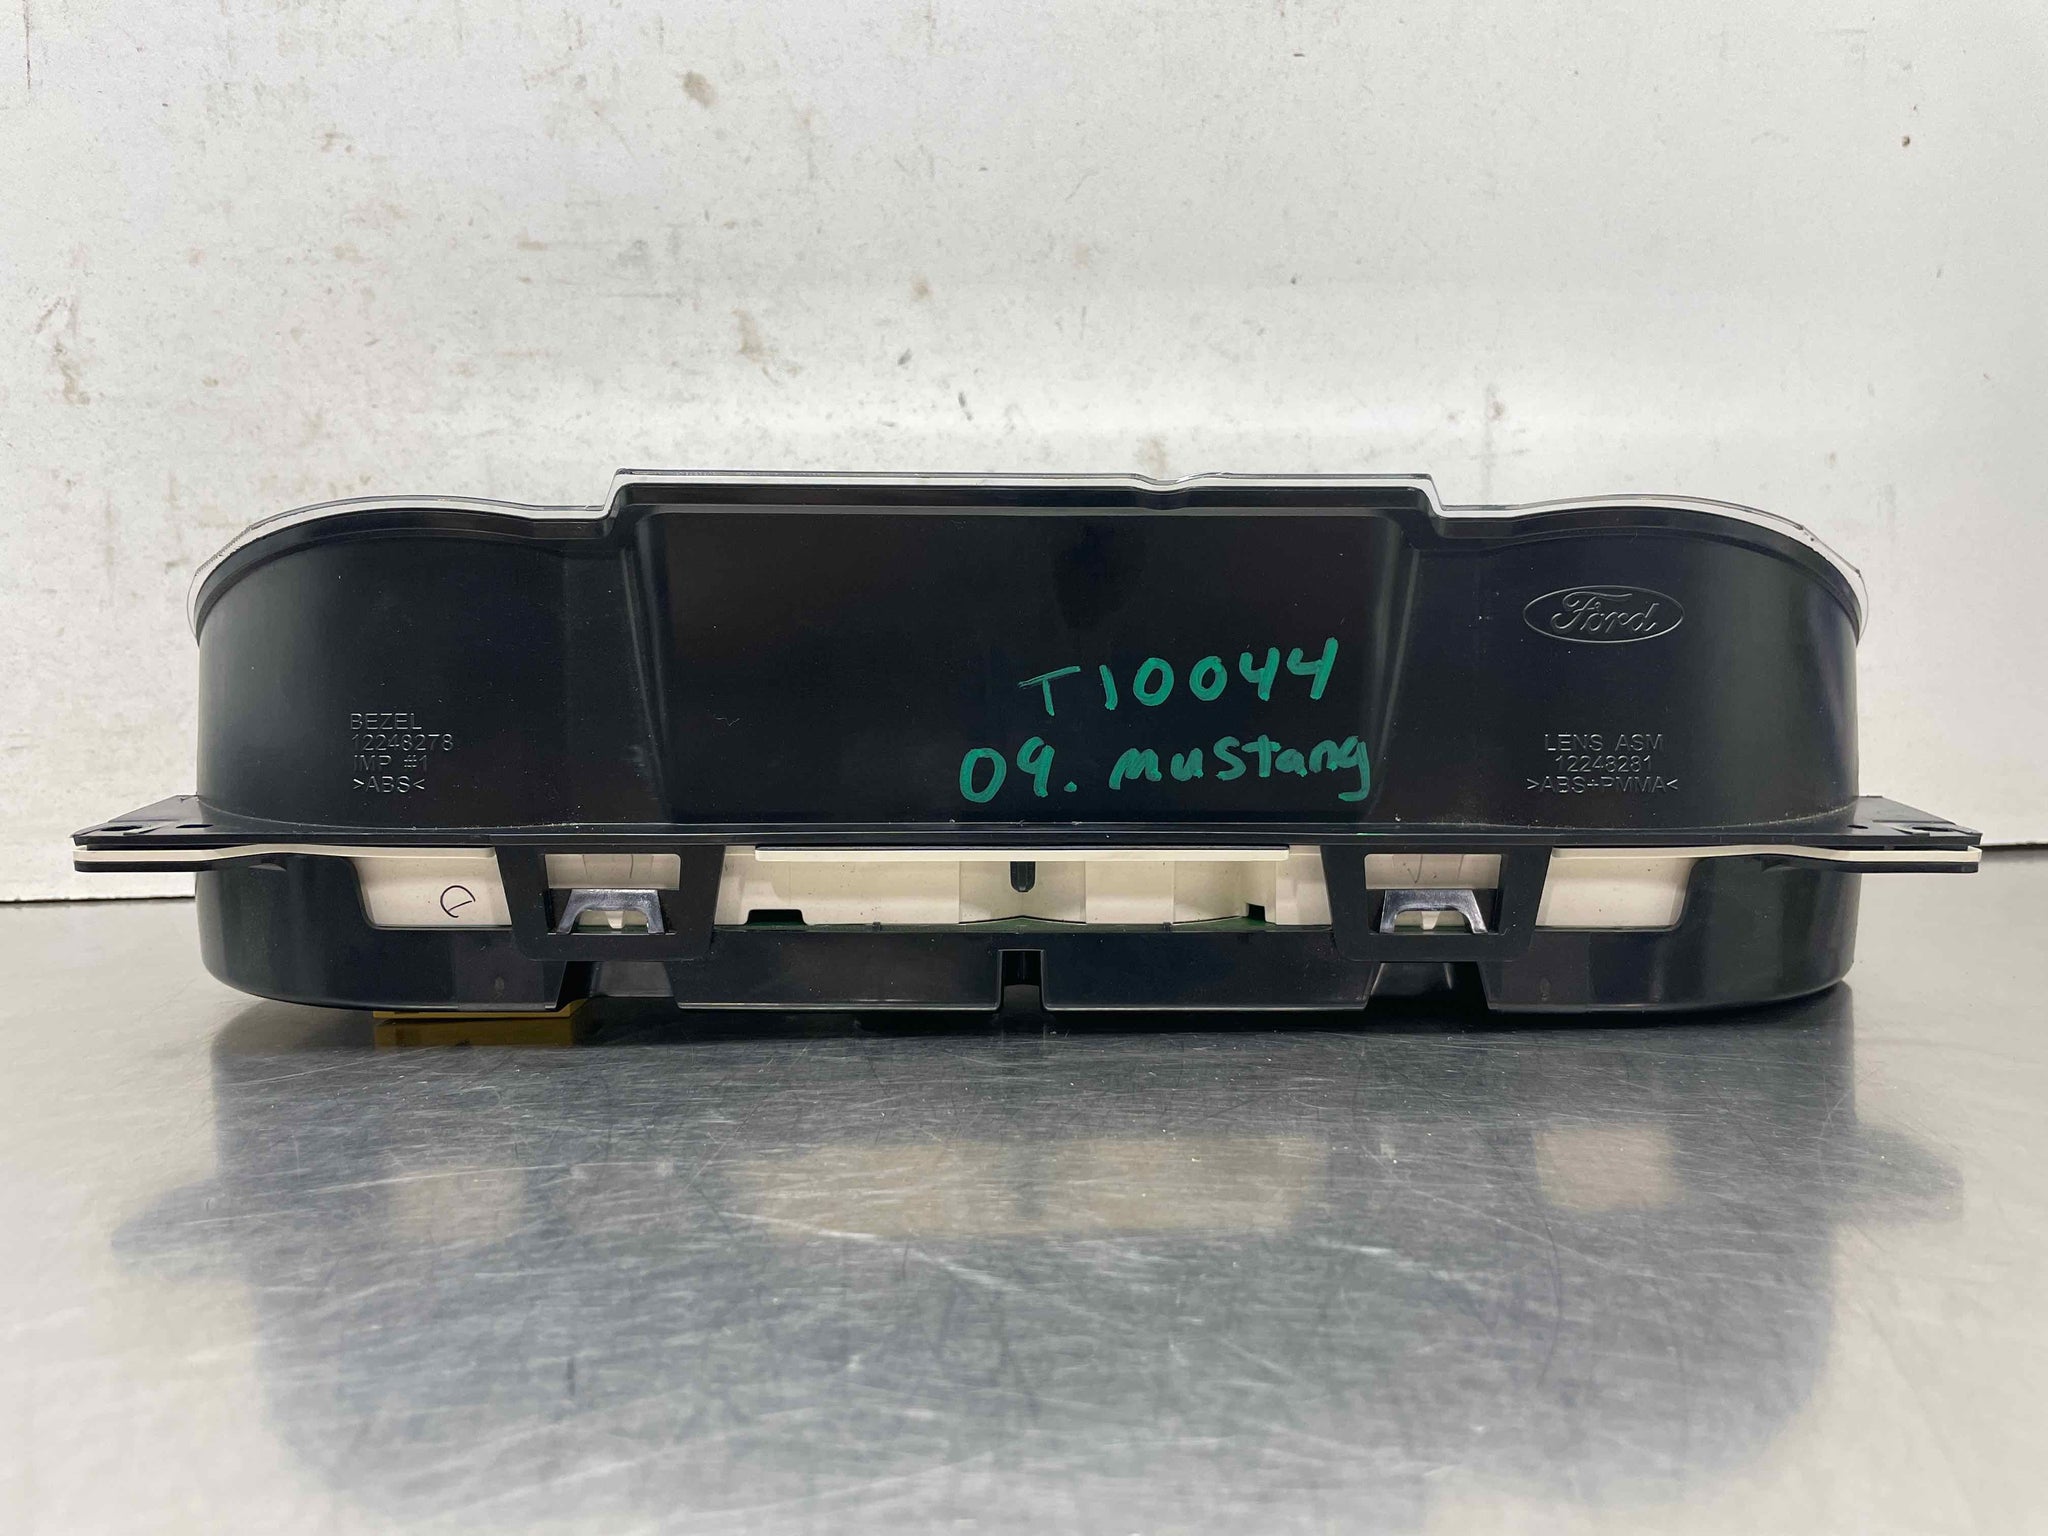 Ford
T10044
09. mustang
BEZEL
12248278
IMP #1
>ABS<
LENS ASM
12248281
>ABS+PMMA<
D